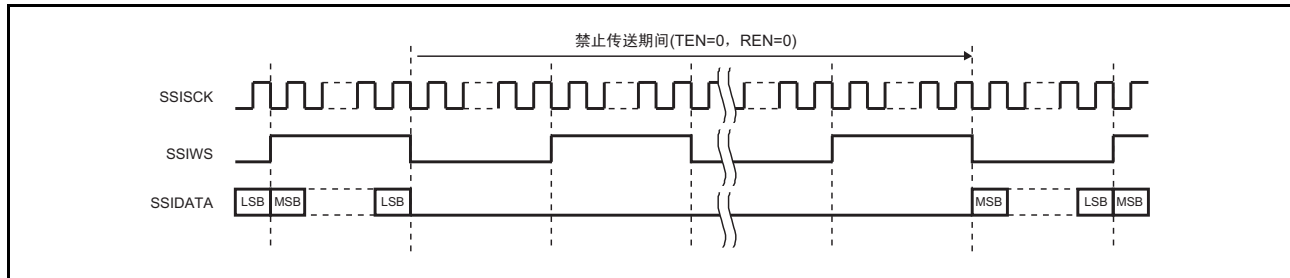 禁止传送期间(TEN=0，REN=0)
SSISCK
SSIWS
SSIDATA LSB MSB LSB MSB LSB MSB